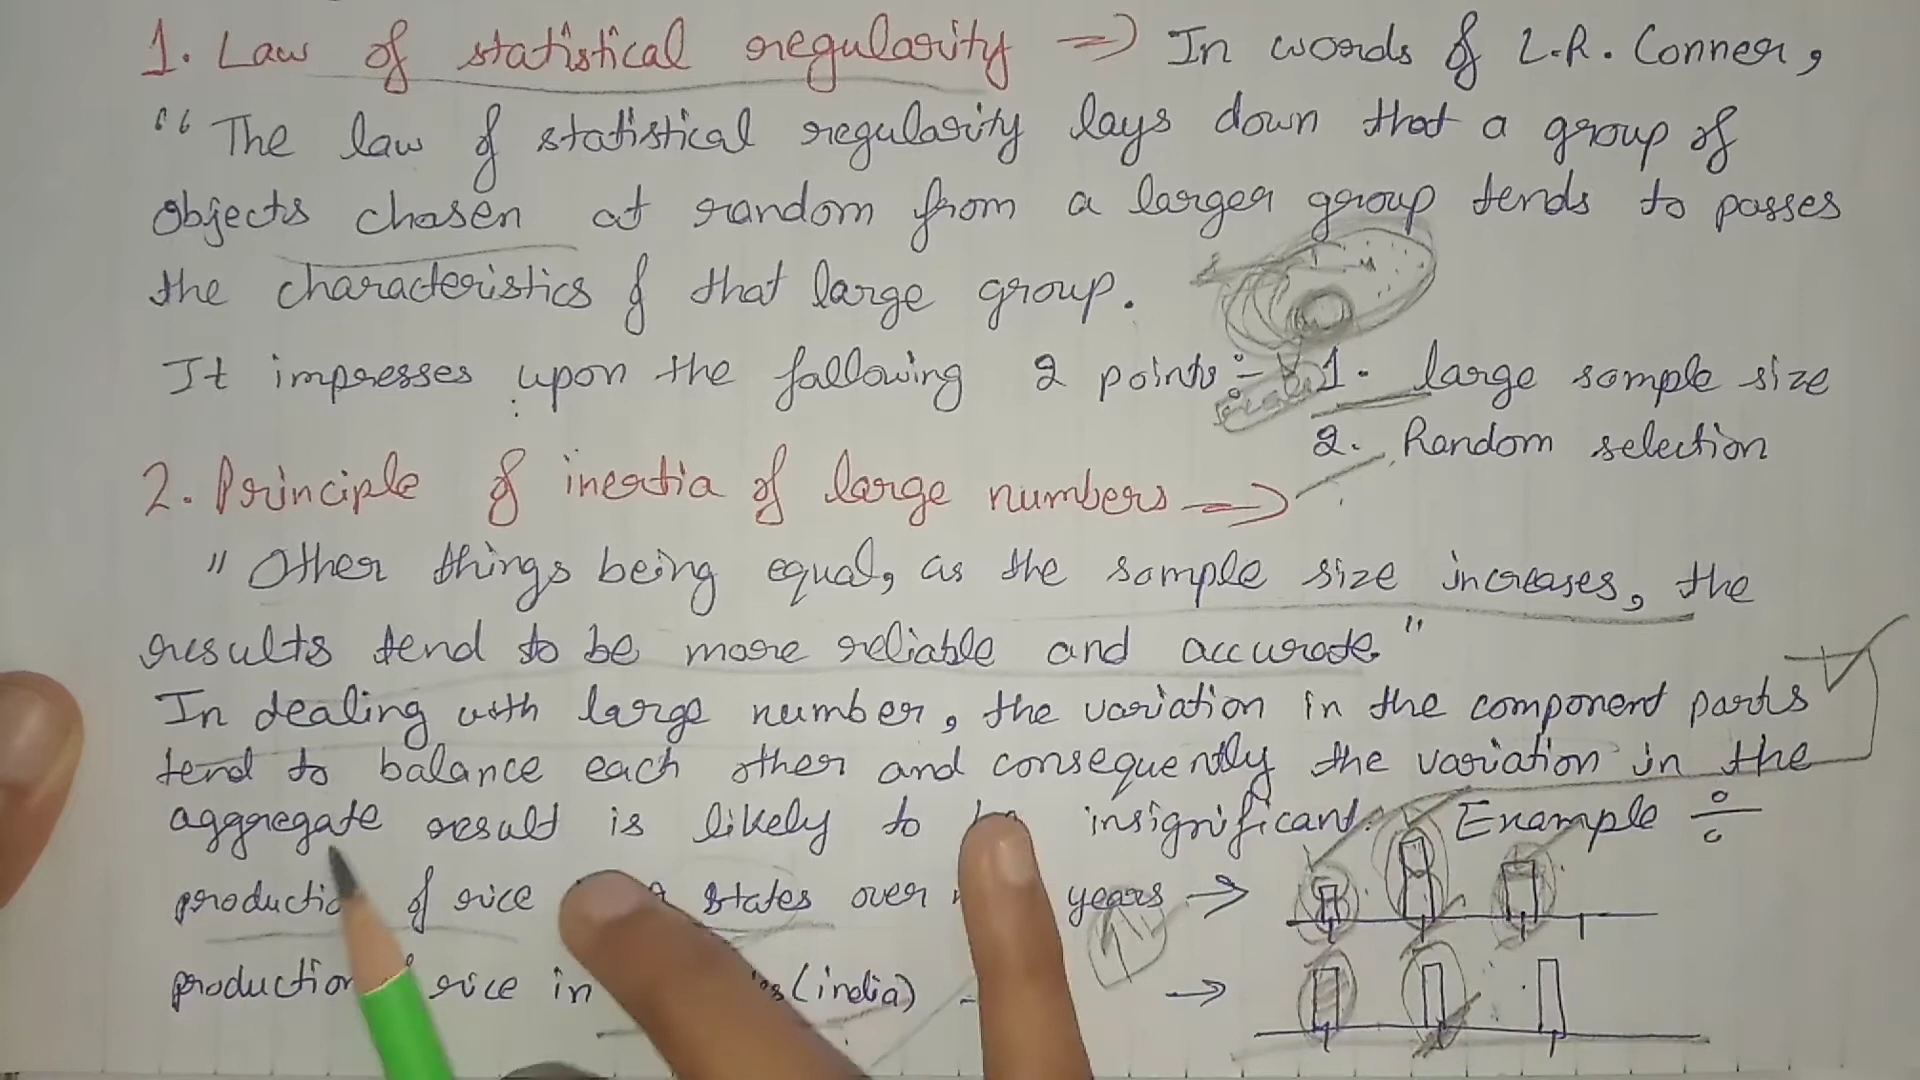 1. Law of statistical regularity => In words of L.R. Conner,
"The law of statistical regularity lays down that a group of
objects chosen at random from a larger group tends to posses
the characteristics of that large group.
It impresses upon the following 2 points :- 1. large sample size
2. Random selection
2. Principle of inertia of large numbers =>
" Other things being equal, as the sample size increases, the
results tend to be more reliable and accurate "
In dealing with large number, the variation in the component parts
tend to balance each other and consequently the variation in the
aggregate result is likely to insignificant. Example ÷
production of rice states over years →
production rice in (india) - →